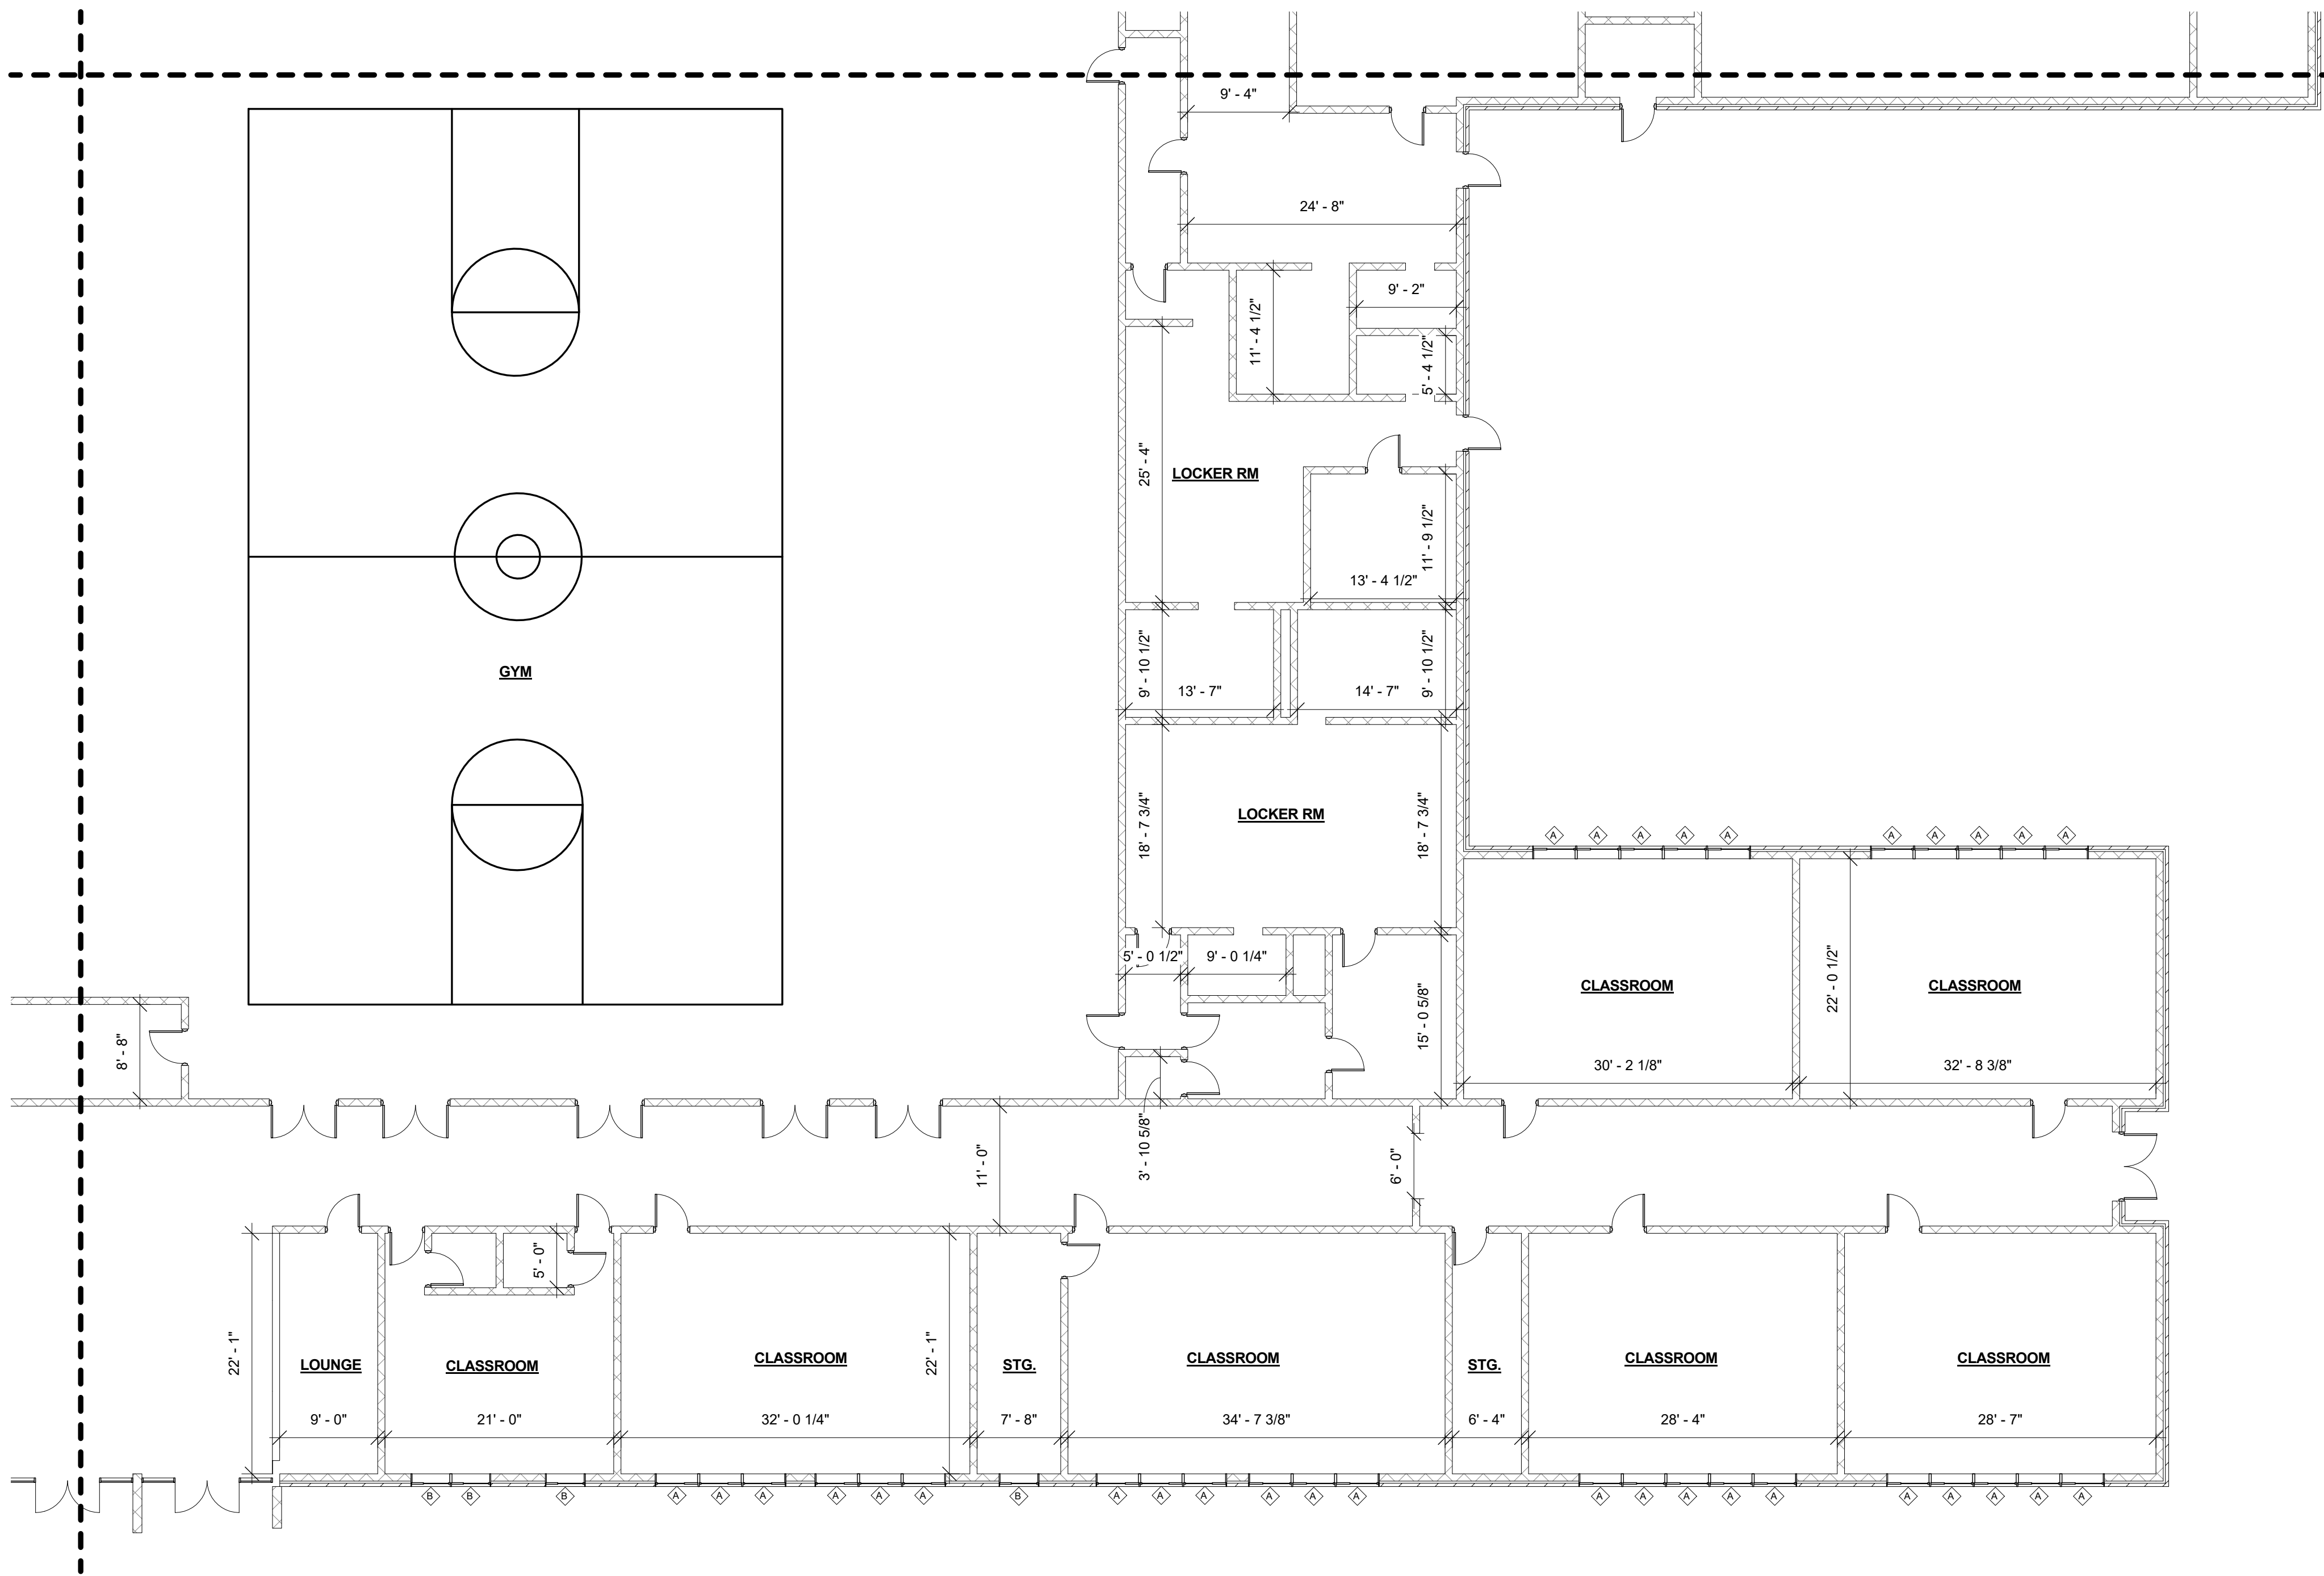 9' - 4"
24' - 8"
9' - 2"
11' - 4 1/2"
5' - 4 1/2"
25' - 4"
LOCKER RM
11' - 9 1/2"
13' - 4 1/2"
GYM
9' - 10 1/2"
13' - 7"
14' - 7"
9' - 10 1/2"
18' - 7 3/4"
LOCKER RM
18' - 7 3/4"
A A A A A A A A A A
5' - 0 1/2" 9' - 0 1/4"
CLASSROOM
22' - 0 1/2"
CLASSROOM
8' - 8"
15' - 0 5/8"
30' - 2 1/8" 32' - 8 3/8"
11' - 0"
3' - 10 5/8"
6' - 0"
5' - 0"
22' - 1"
LOUNGE
CLASSROOM
CLASSROOM
22' - 1"
STG.
CLASSROOM
STG.
CLASSROOM
CLASSROOM
9' - 0" 21' - 0" 32' - 0 1/4" 7' - 8" 34' - 7 3/8" 6' - 4" 28' - 4" 28' - 7"
B B B A A A A A A B A A A A A A A A A A A A A A A A